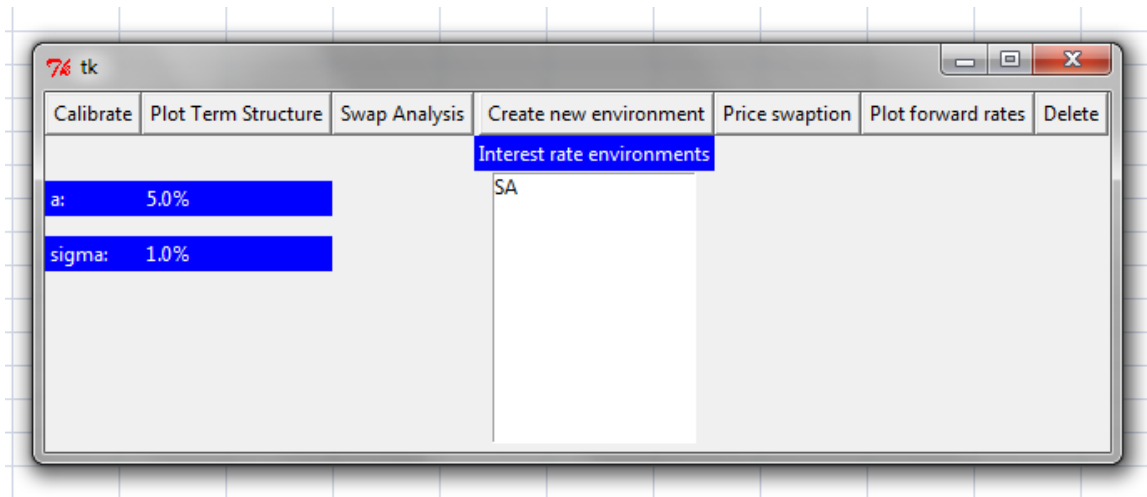 tk
Calibrate Plot Term Structure Swap Analysis Create new environment Price swaption Plot forward rates Delete
Interest rate environments
SA
a: 5.0%
sigma: 1.0%